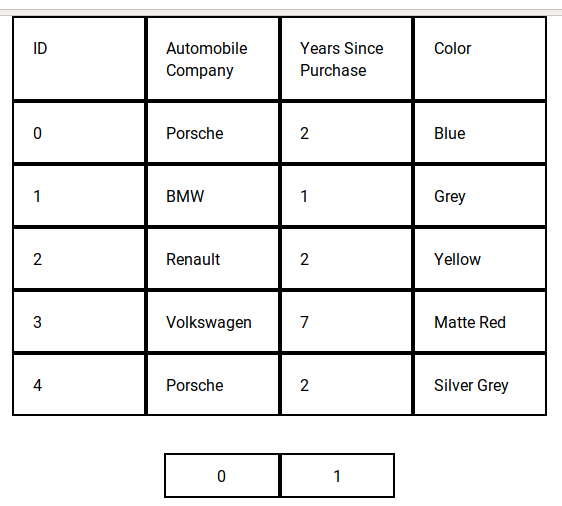 ID Automobile Company Years Since Purchase Color
0 Porsche 2 Blue
1 BMW 1 Grey
2 Renault 2 Yellow
3 Volkswagen 7 Matte Red
4 Porsche 2 Silver Grey
0 1